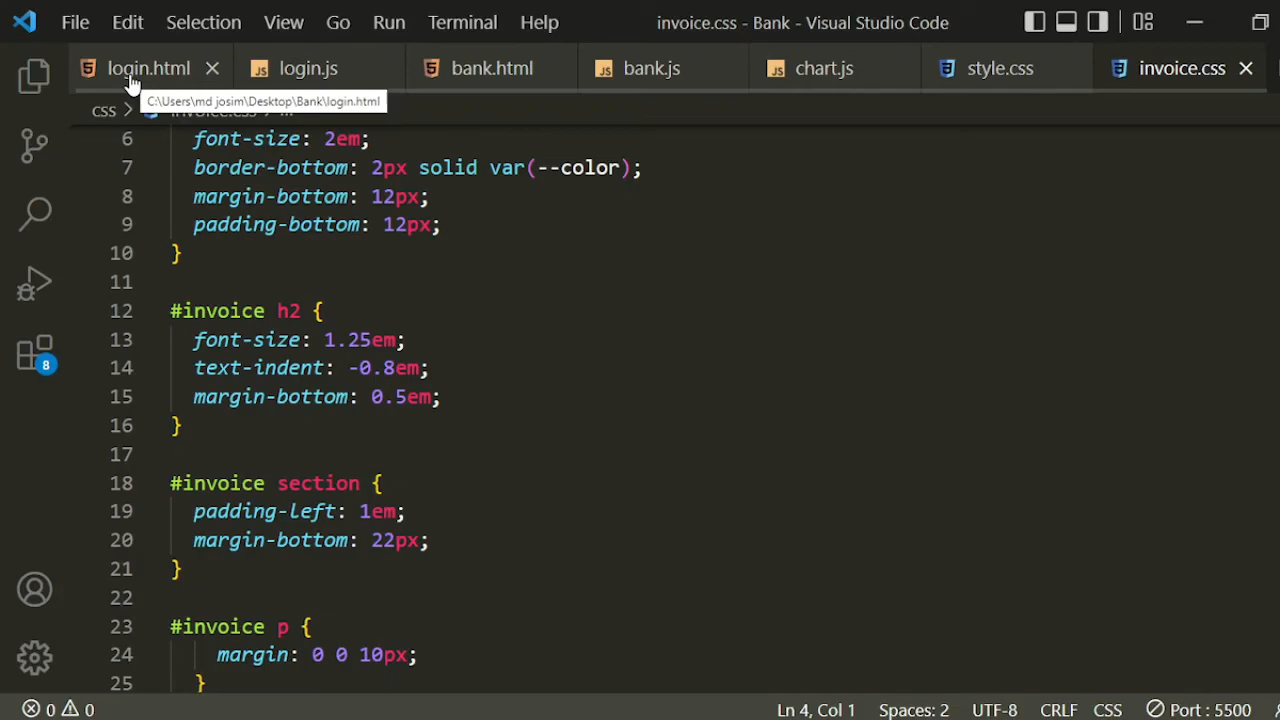 File Edit Selection View Go Run Terminal Help invoice.css - Bank - Visual Studio Code
login.html login.js bank.html bank.js chart.js style.css invoice.css
C:\Users\md josim\Desktop\Bank\login.html
css > invoice.css > ...
6 font-size: 2em;
7 border-bottom: 2px solid var(--color);
8 margin-bottom: 12px;
9 padding-bottom: 12px;
10 }
11
12 #invoice h2 {
13 font-size: 1.25em;
14 text-indent: -0.8em;
15 margin-bottom: 0.5em;
16 }
17
18 #invoice section {
19 padding-left: 1em;
20 margin-bottom: 22px;
21 }
22
23 #invoice p {
24 margin: 0 0 10px;
25 }
8
0 0 Ln 4, Col 1 Spaces: 2 UTF-8 CRLF CSS Port : 5500